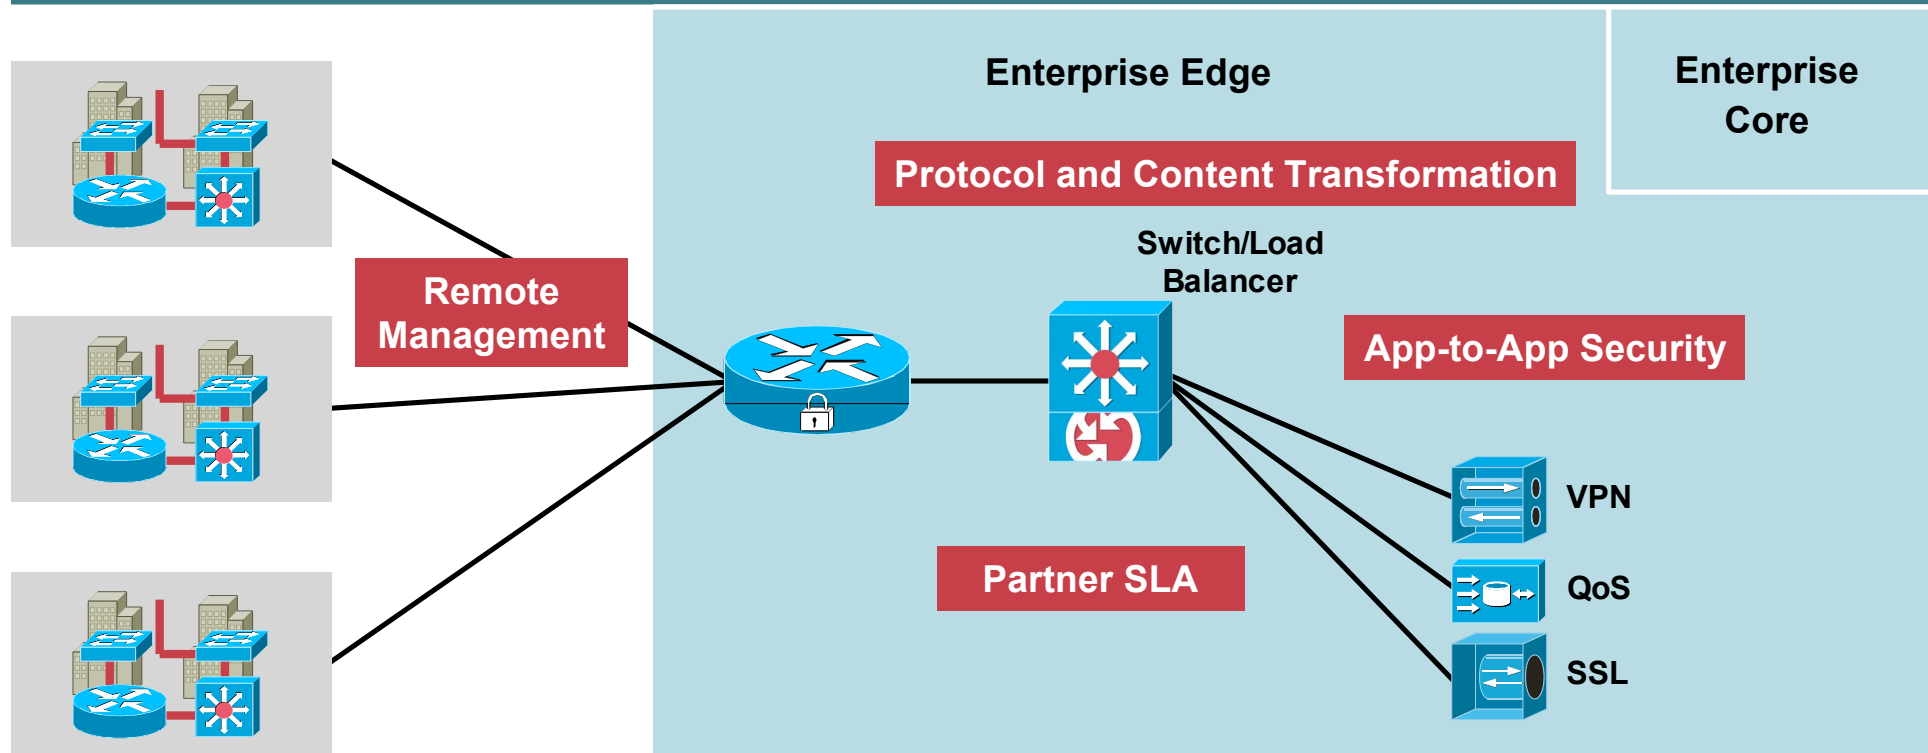 Enterprise Edge
Enterprise
Core
Protocol and Content Transformation
Switch/Load
Balancer
Remote
Management
App-to-App Security
VPN
Partner SLA
QoS
SSL